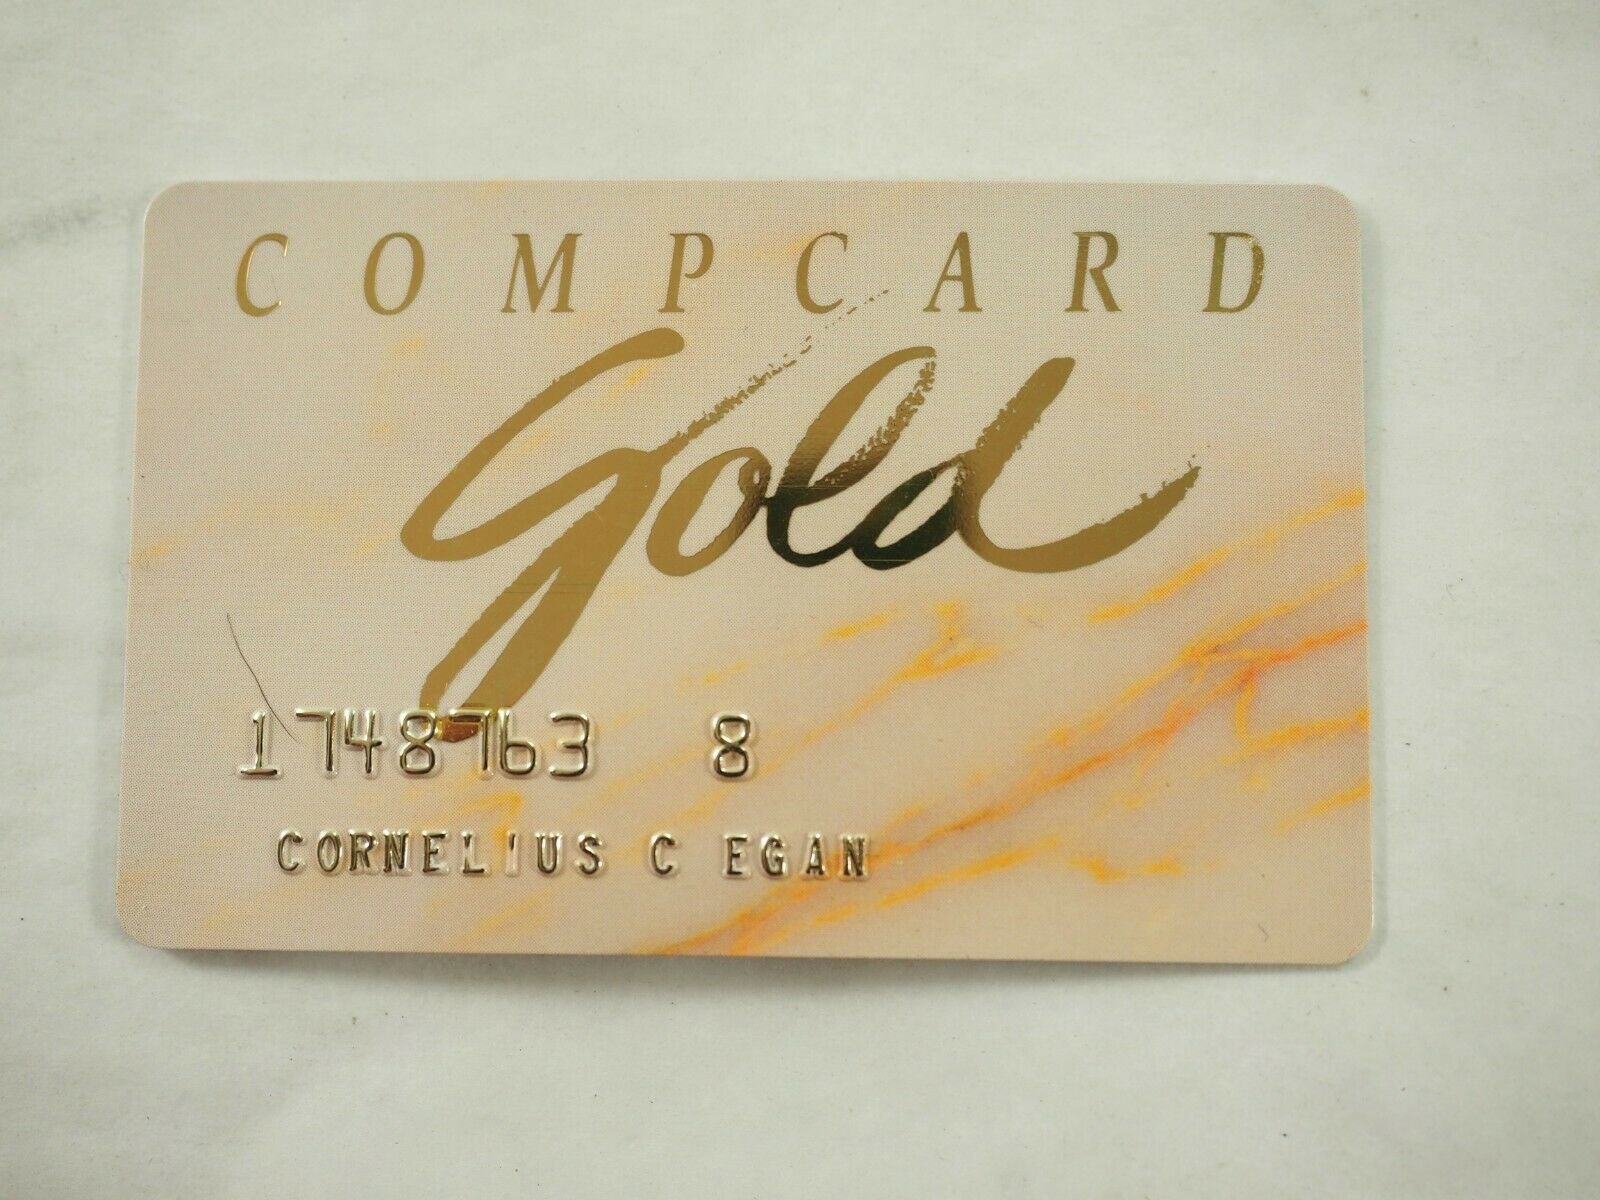 COMPCARD
Gold
1748763 8
CORNELIUS C EGAN